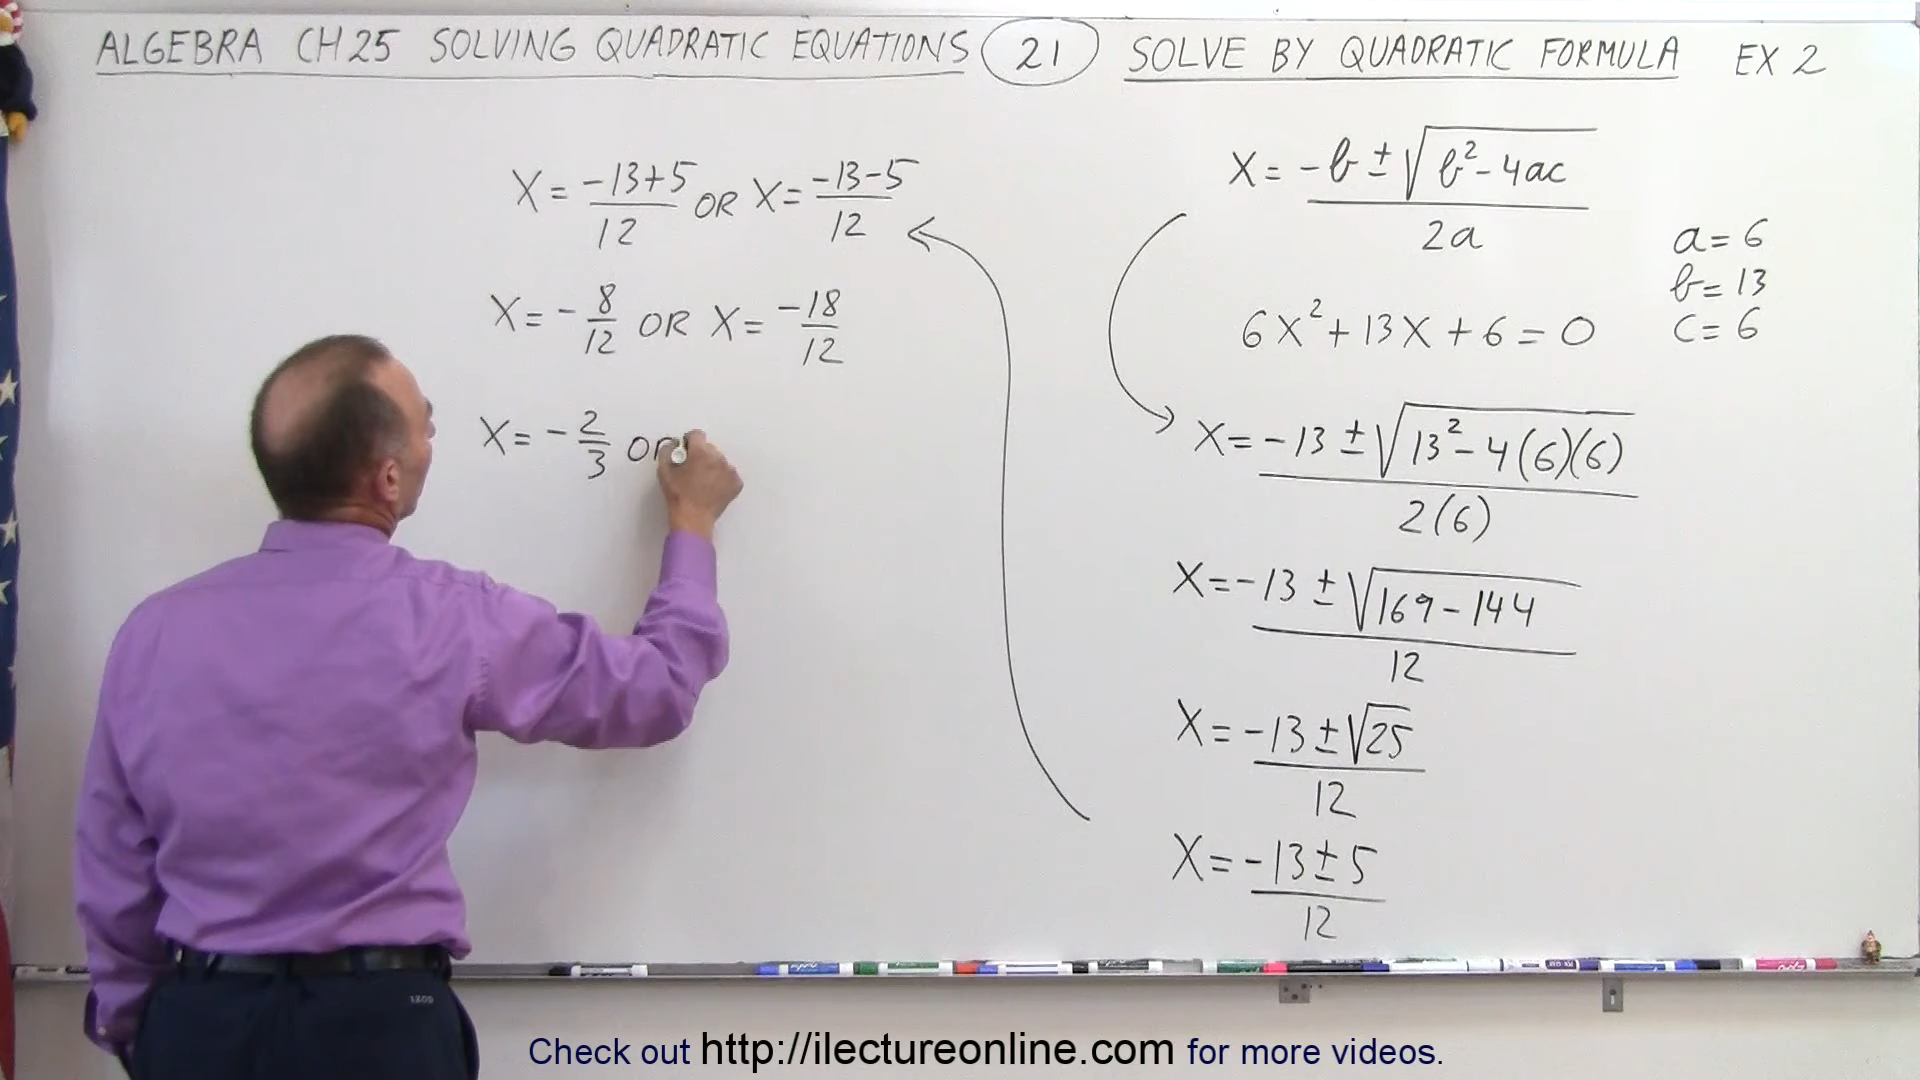 ALGEBRA CH 25 SOLVING QUADRATIC EQUATIONS 21 SOLVE BY QUADRATIC FORMULA EX 2
X = -13+5/12 OR X = -13-5/12
X = -8/12 OR X = -18/12
X = -2/3 OR
X = -b ± √(b² - 4ac) / 2a
a = 6
b = 13
c = 6
6X² + 13X + 6 = 0
X = -13 ± √(13² - 4(6)(6)) / 2(6)
X = -13 ± √(169 - 144) / 12
X = -13 ± √25 / 12
X = -13 ± 5 / 12
IZOD
Check out http://ilectureonline.com for more videos.